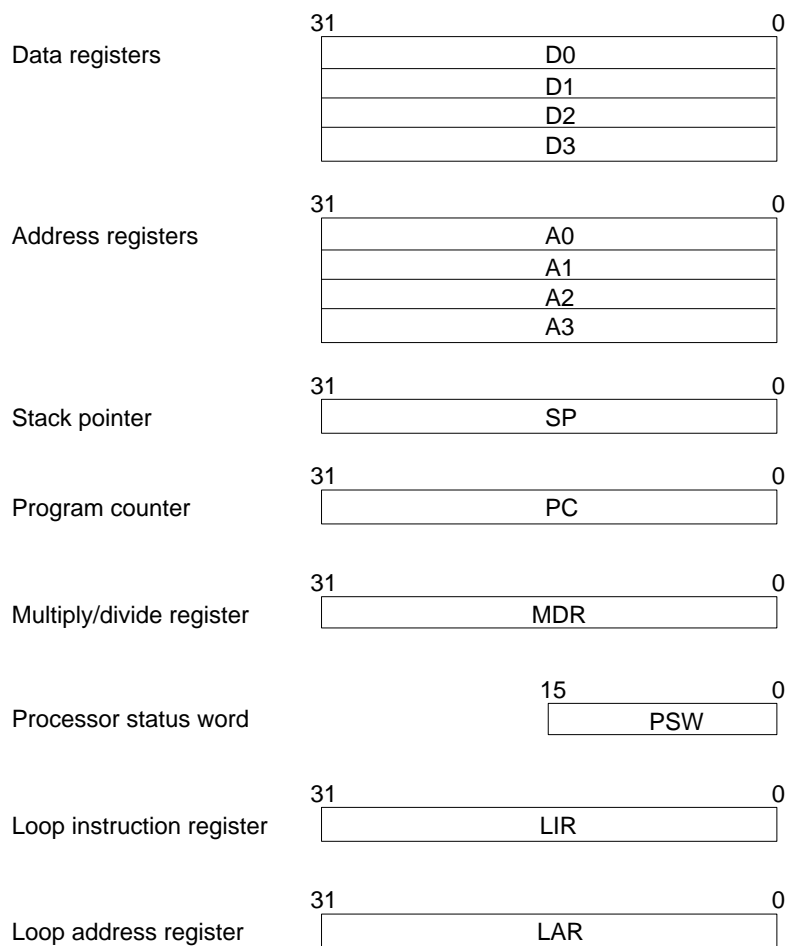 31 0
Data registers D0
D1
D2
D3
31 0
Address registers A0
A1
A2
A3
31 0
Stack pointer SP
31 0
Program counter PC
31 0
Multiply/divide register MDR
15 0
Processor status word PSW
31 0
Loop instruction register LIR
31 0
Loop address register LAR